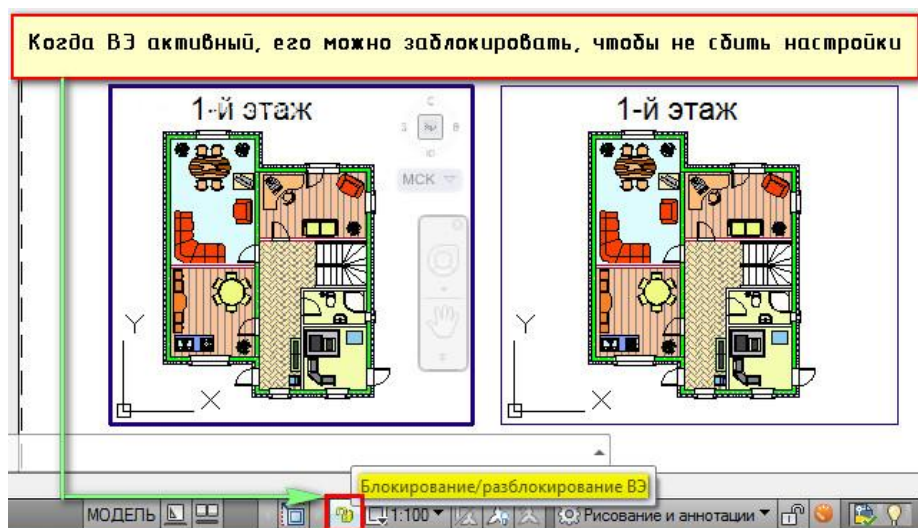 Когда ВЭ активный, его можно заблокировать, чтобы не сбить настройки
1-й этаж
1-й этаж
С
З
В
Ю
МСК
Y
X
Y
X
Блокирование/разблокирование ВЭ
МОДЕЛЬ
1:100
Рисование и аннотации